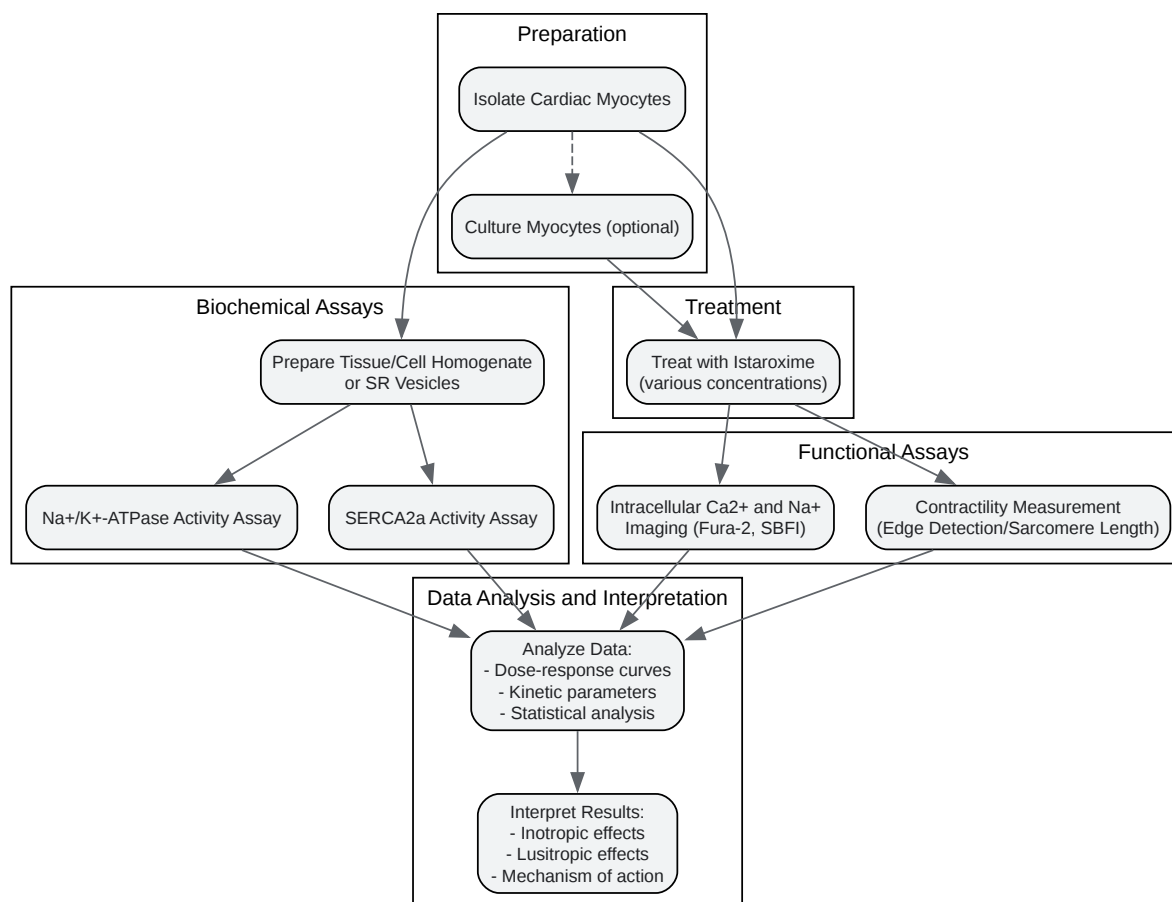 Preparation
Isolate Cardiac Myocytes
Culture Myocytes (optional)
Biochemical Assays
Prepare Tissue/Cell Homogenate
or SR Vesicles
Na+/K+-ATPase Activity Assay
SERCA2a Activity Assay
Treatment
Treat with Istaroxime
(various concentrations)
Functional Assays
Intracellular Ca2+ and Na+
Imaging (Fura-2, SBFI)
Contractility Measurement
(Edge Detection/Sarcomere Length)
Data Analysis and Interpretation
Analyze Data:
- Dose-response curves
- Kinetic parameters
- Statistical analysis
Interpret Results:
- Inotropic effects
- Lusitropic effects
- Mechanism of action